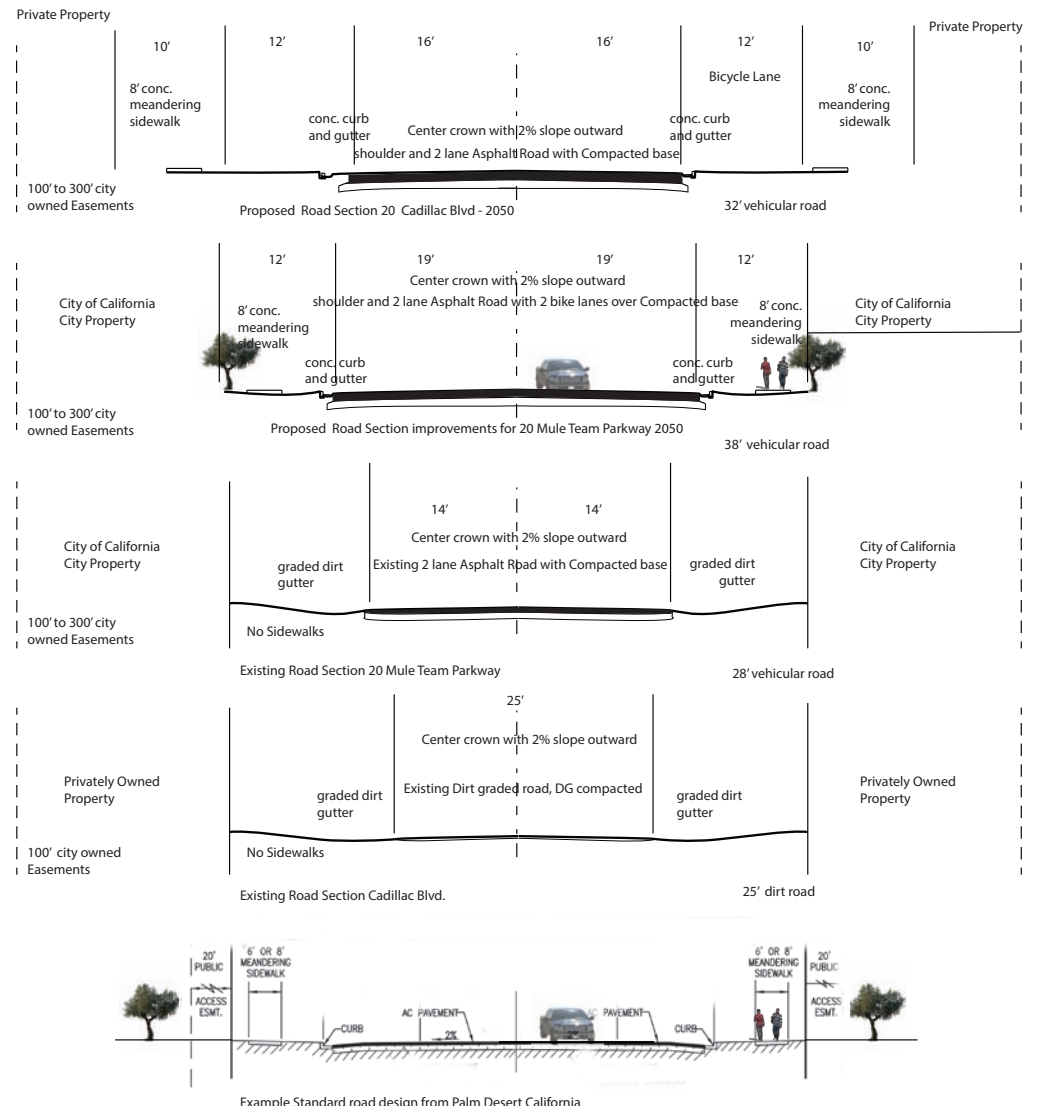 Private Property
Private Property
10'
12'
16'
16'
12'
10'
Bicycle Lane
8' conc.
meandering
sidewalk
8' conc.
meandering
sidewalk
conc. curb
and gutter
conc. curb
and gutter
Center crown with 2% slope outward
shoulder and 2 lane Asphalt Road with Compacted base
100' to 300' city
owned Easements
Proposed Road Section 20 Cadillac Blvd - 2050
32' vehicular road
12'
19'
19'
12'
Center crown with 2% slope outward
shoulder and 2 lane Asphalt Road with 2 bike lanes over Compacted base
City of California
City Property
8' conc.
meandering
sidewalk
8' conc.
meandering
sidewalk
City of California
City Property
conc. curb
and gutter
conc. curb
and gutter
100' to 300' city
owned Easements
Proposed Road Section improvements for 20 Mule Team Parkway 2050
38' vehicular road
14'
14'
Center crown with 2% slope outward
Existing 2 lane Asphalt Road with Compacted base
City of California
City Property
graded dirt
gutter
graded dirt
gutter
City of California
City Property
100' to 300' city
owned Easements
No Sidewalks
Existing Road Section 20 Mule Team Parkway
28' vehicular road
25'
Center crown with 2% slope outward
Existing Dirt graded road, DG compacted
Privately Owned
Property
graded dirt
gutter
graded dirt
gutter
Privately Owned
Property
100' city owned
Easements
No Sidewalks
Existing Road Section Cadillac Blvd.
25' dirt road
20'
PUBLIC
ACCESS
ESMT.
6' OR 8'
MEANDERING
SIDEWALK
6' OR 8'
MEANDERING
SIDEWALK
20'
PUBLIC
ACCESS
ESMT.
CURB
AC PAVEMENT
2%
PAVEMENT
CURB
Example Standard road design from Palm Desert California